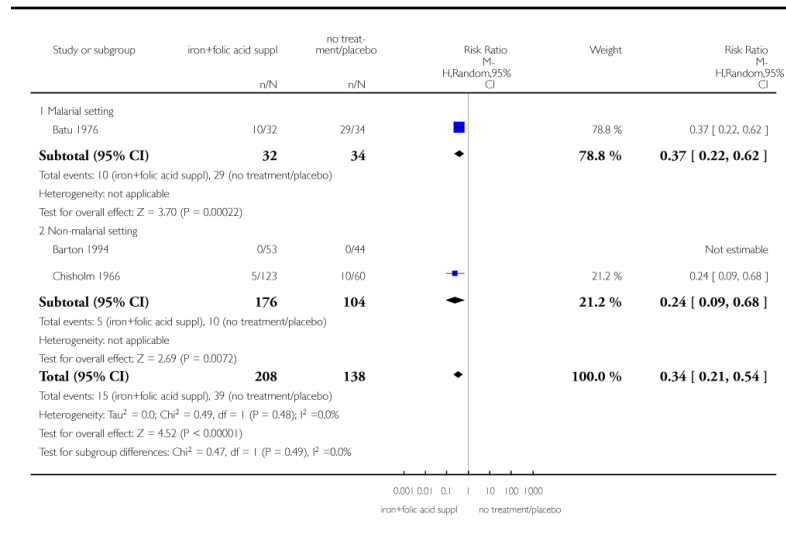 Study or subgroup iron+folic acid suppl no treat-ment/placebo Risk Ratio Weight Risk Ratio
M-H,Random,95% CI M-H,Random,95% CI
n/N n/N
1 Malarial setting
Batu 1976 10/32 29/34 78.8 % 0.37 [ 0.22, 0.62 ]
Subtotal (95% CI) 32 34 78.8 % 0.37 [ 0.22, 0.62 ]
Total events: 10 (iron+folic acid suppl), 29 (no treatment/placebo)
Heterogeneity: not applicable
Test for overall effect: Z = 3.70 (P = 0.00022)
2 Non-malarial setting
Barton 1994 0/53 0/44 Not estimable
Chisholm 1966 5/123 10/60 21.2 % 0.24 [ 0.09, 0.68 ]
Subtotal (95% CI) 176 104 21.2 % 0.24 [ 0.09, 0.68 ]
Total events: 5 (iron+folic acid suppl), 10 (no treatment/placebo)
Heterogeneity: not applicable
Test for overall effect: Z = 2.69 (P = 0.0072)
Total (95% CI) 208 138 100.0 % 0.34 [ 0.21, 0.54 ]
Total events: 15 (iron+folic acid suppl), 39 (no treatment/placebo)
Heterogeneity: Tau² = 0.0; Chi² = 0.49, df = 1 (P = 0.48); I² =0.0%
Test for overall effect: Z = 4.52 (P < 0.00001)
Test for subgroup differences: Chi² = 0.47, df = 1 (P = 0.49), I² =0.0%
0.001 0.01 0.1 1 10 100 1000
iron+folic acid suppl no treatment/placebo